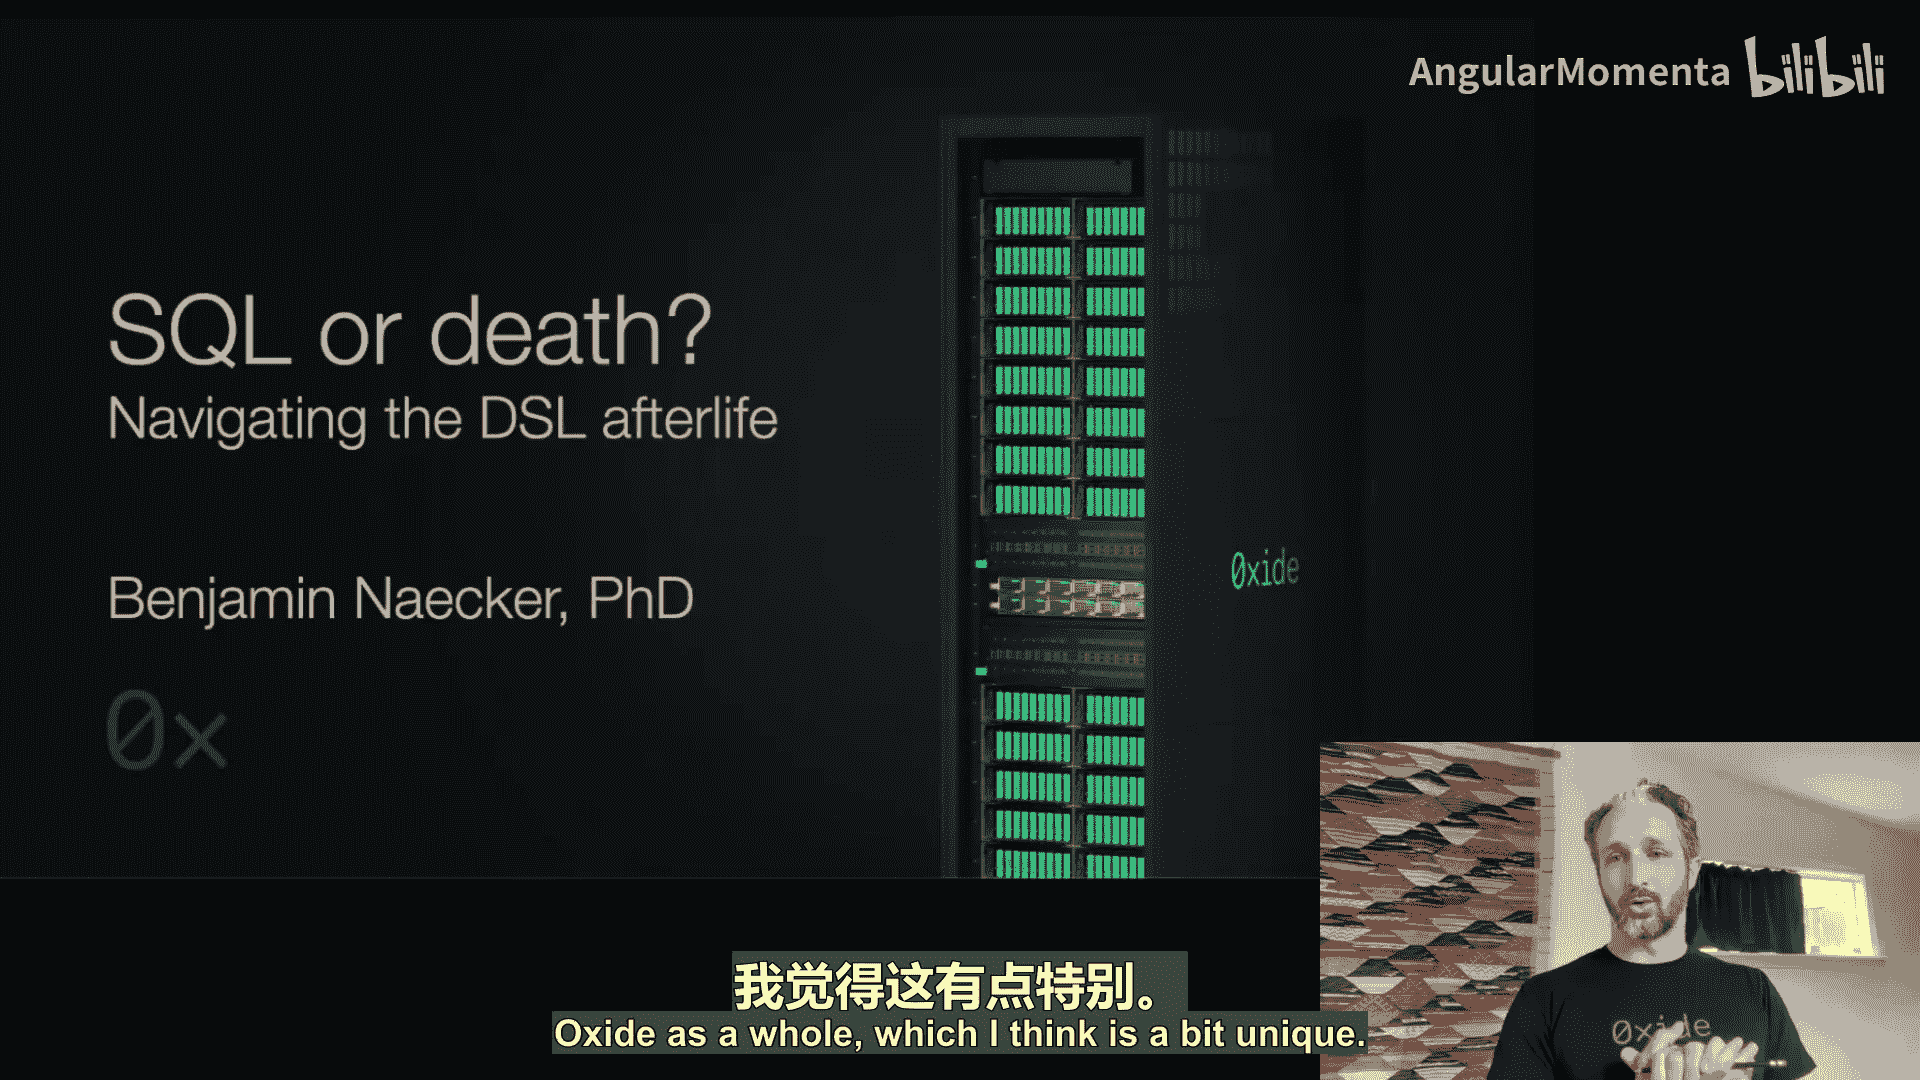 AngularMomenta bilibili
SQL or death?
Navigating the DSL afterlife
0xide
Benjamin Naecker, PhD
0x
0xide
我觉得这有点特别。
Oxide as a whole, which I think is a bit unique.